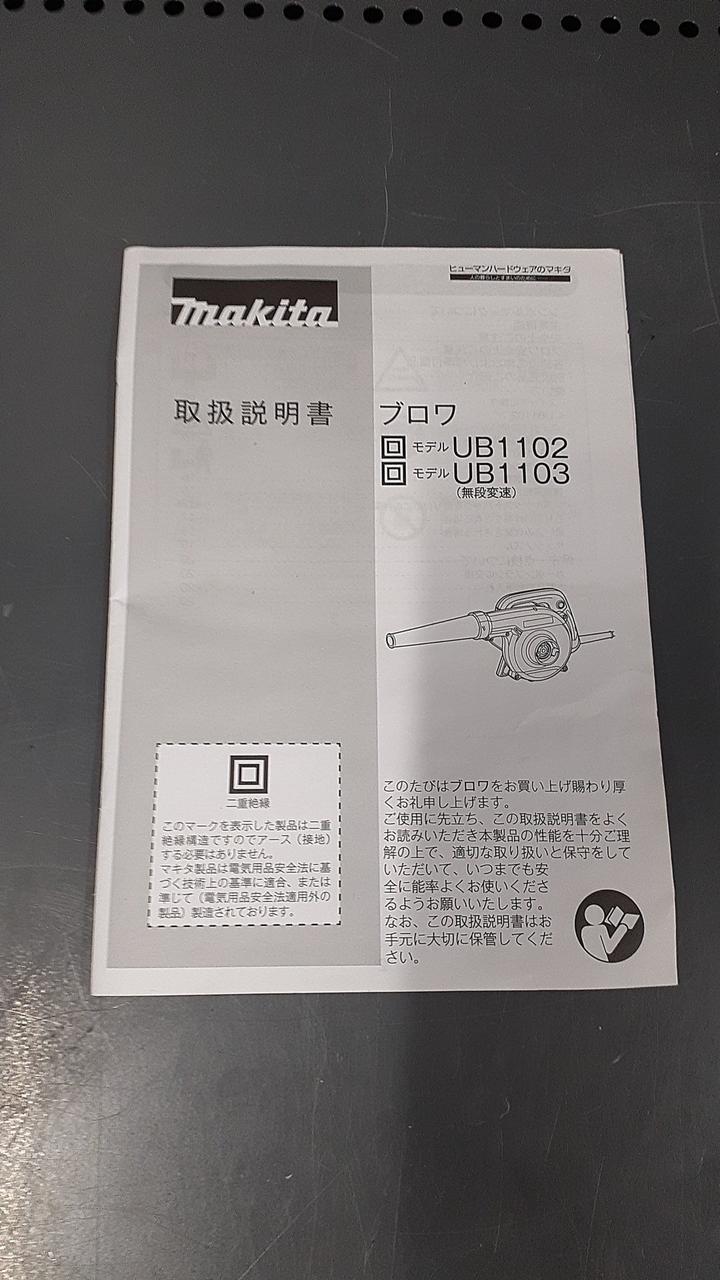 ヒューマンハードウェアのマキタ
人の暮らしとすまいのために
makita
取扱説明書
ブロワ
モデル UB1102
モデル UB1103
（無段変速）
二重絶縁
このマークを表示した製品は二重
絶縁構造ですのでアース（接地）
する必要はありません。
マキタ製品は電気用品安全法に基
づく技術上の基準に適合、または
準じて（電気用品安全法適用外の
製品）製造されております。
このたびはブロワをお買い上げ賜わり厚
くお礼申し上げます。
ご使用に先立ち、この取扱説明書をよく
お読みいただき本製品の性能を十分ご理
解の上で、適切な取り扱いと保守をして
いただいて、いつまでも安
全に能率よくお使いくださ
るようお願いいたします。
なお、この取扱説明書はお
手元に大切に保管してくだ
さい。